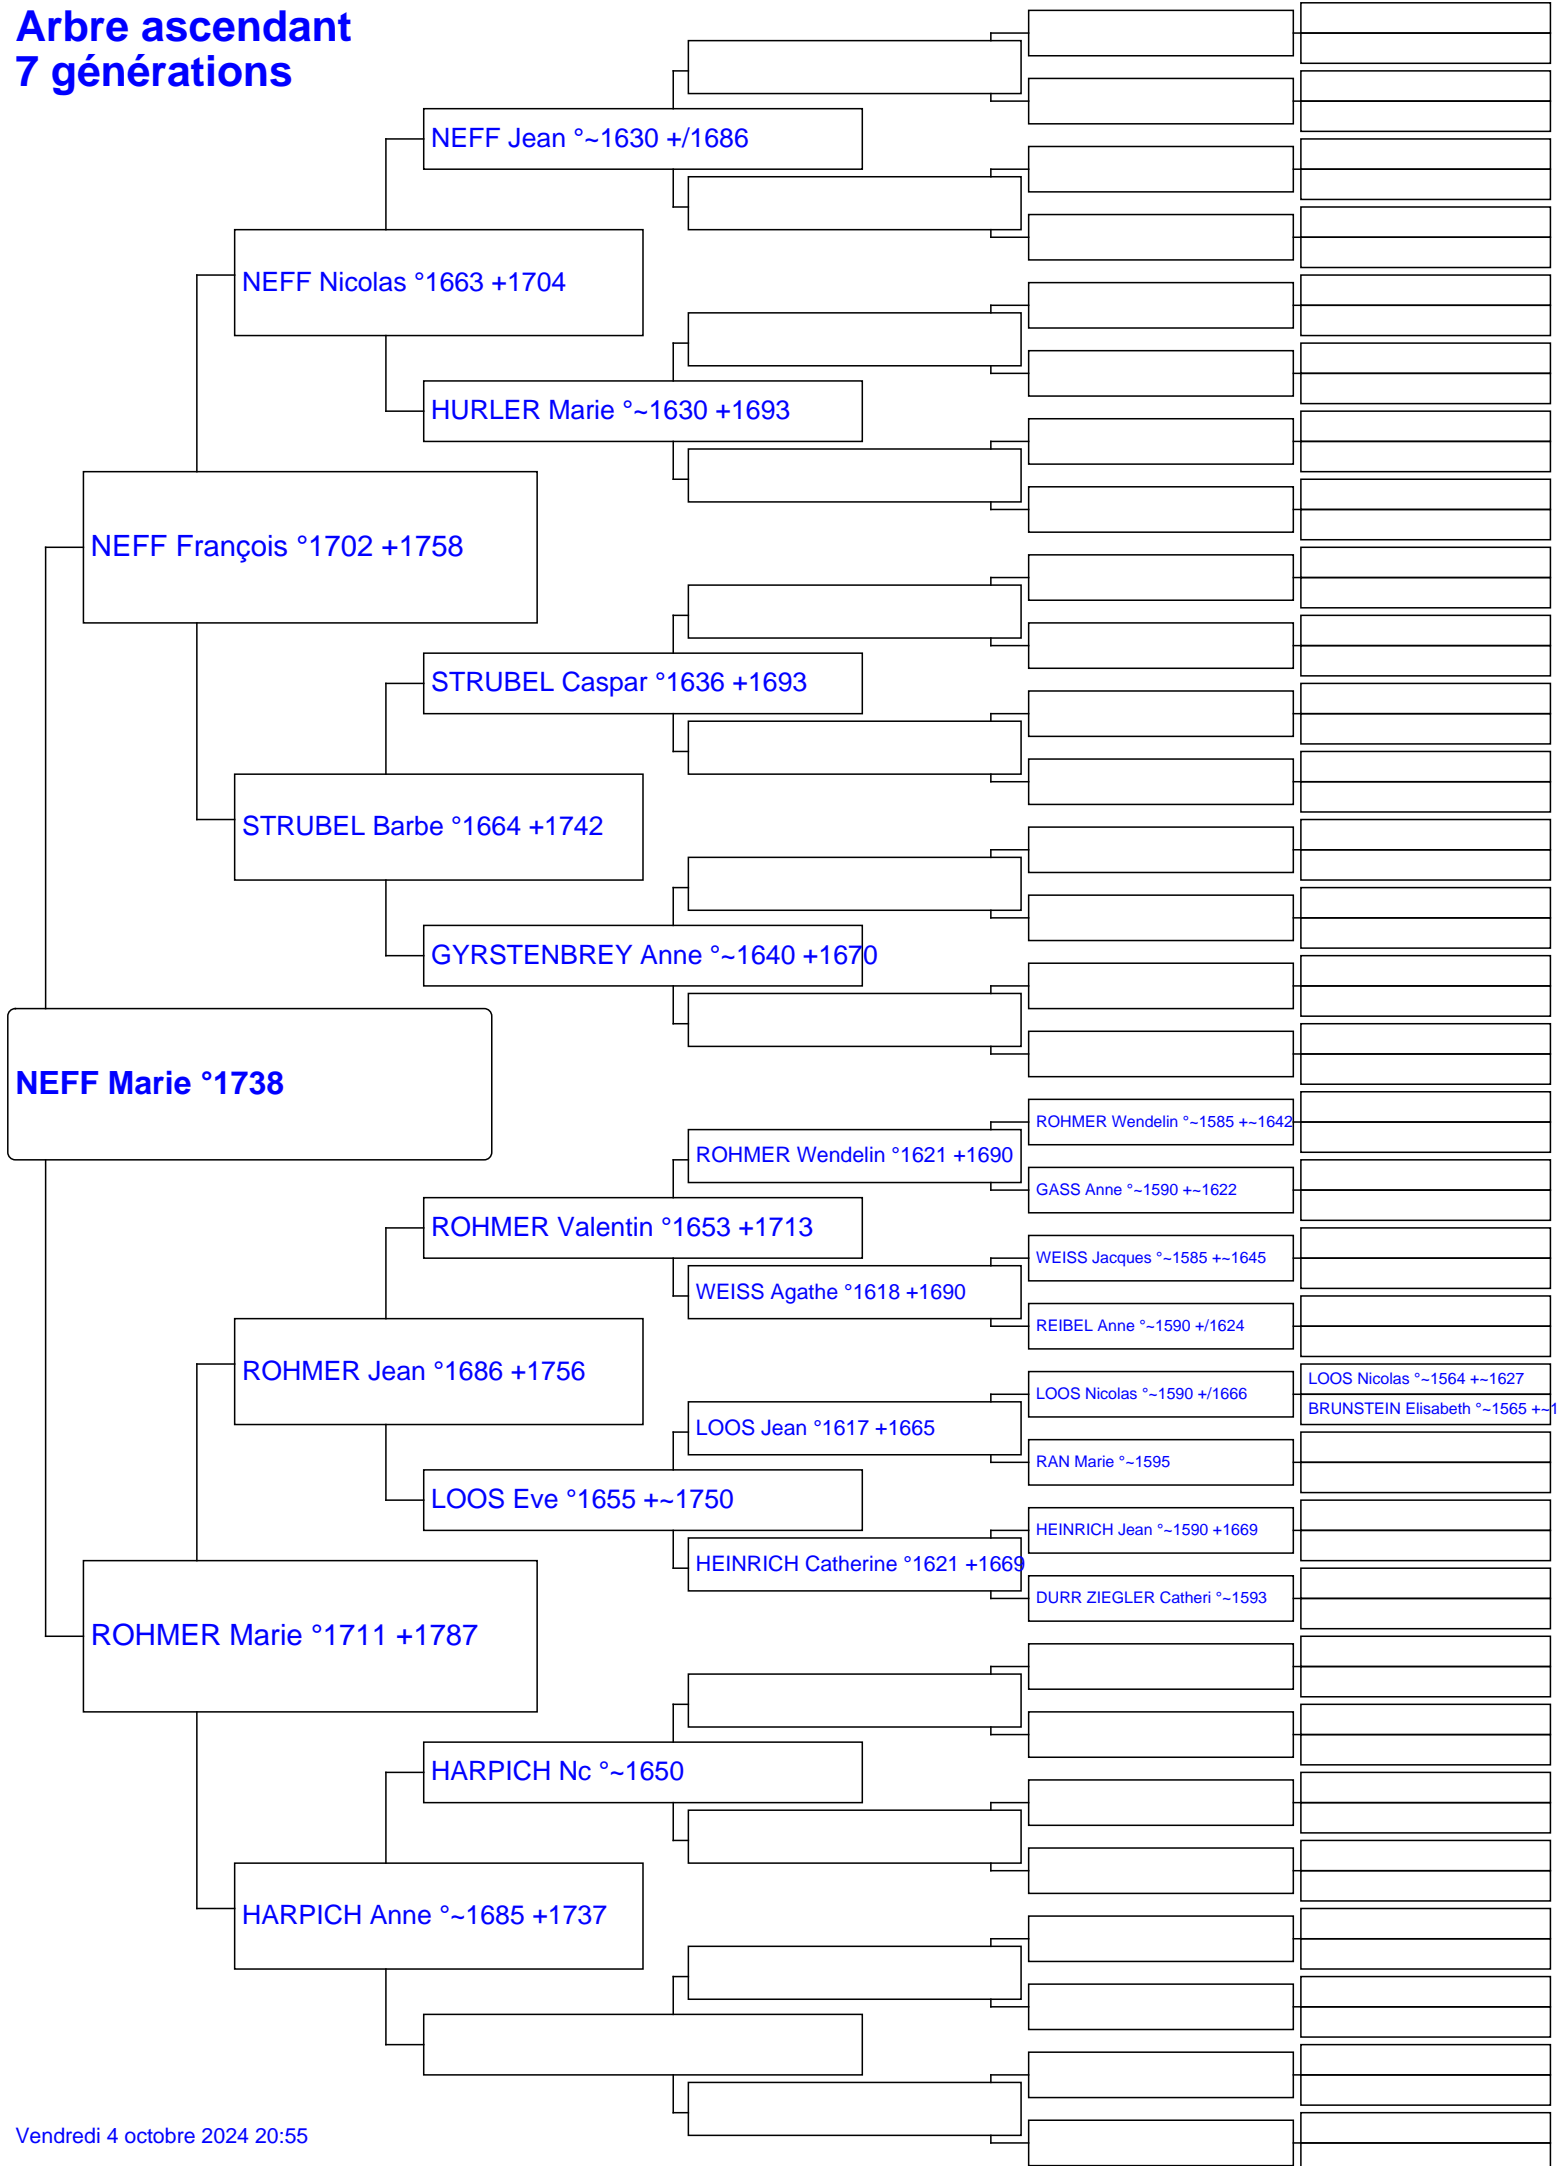 Arbre ascendant
7 générations
NEFF Jean °~1630 +/1686
NEFF Nicolas °1663 +1704
HURLER Marie °~1630 +1693
NEFF François °1702 +1758
STRUBEL Caspar °1636 +1693
STRUBEL Barbe °1664 +1742
GYRSTENBREY Anne °~1640 +1670
NEFF Marie °1738
ROHMER Wendelin °~1585 +~1642
ROHMER Wendelin °1621 +1690
GASS Anne °~1590 +~1622
ROHMER Valentin °1653 +1713
WEISS Jacques °~1585 +~1645
WEISS Agathe °1618 +1690
REIBEL Anne °~1590 +/1624
ROHMER Jean °1686 +1756
LOOS Nicolas °~1564 +~1627
LOOS Nicolas °~1590 +/1666
BRUNSTEIN Elisabeth °~1565 +~1
LOOS Jean °1617 +1665
RAN Marie °~1595
LOOS Eve °1655 +~1750
HEINRICH Jean °~1590 +1669
HEINRICH Catherine °1621 +1669
DURR ZIEGLER Catheri °~1593
ROHMER Marie °1711 +1787
HARPICH Nc °~1650
HARPICH Anne °~1685 +1737
Vendredi 4 octobre 2024 20:55